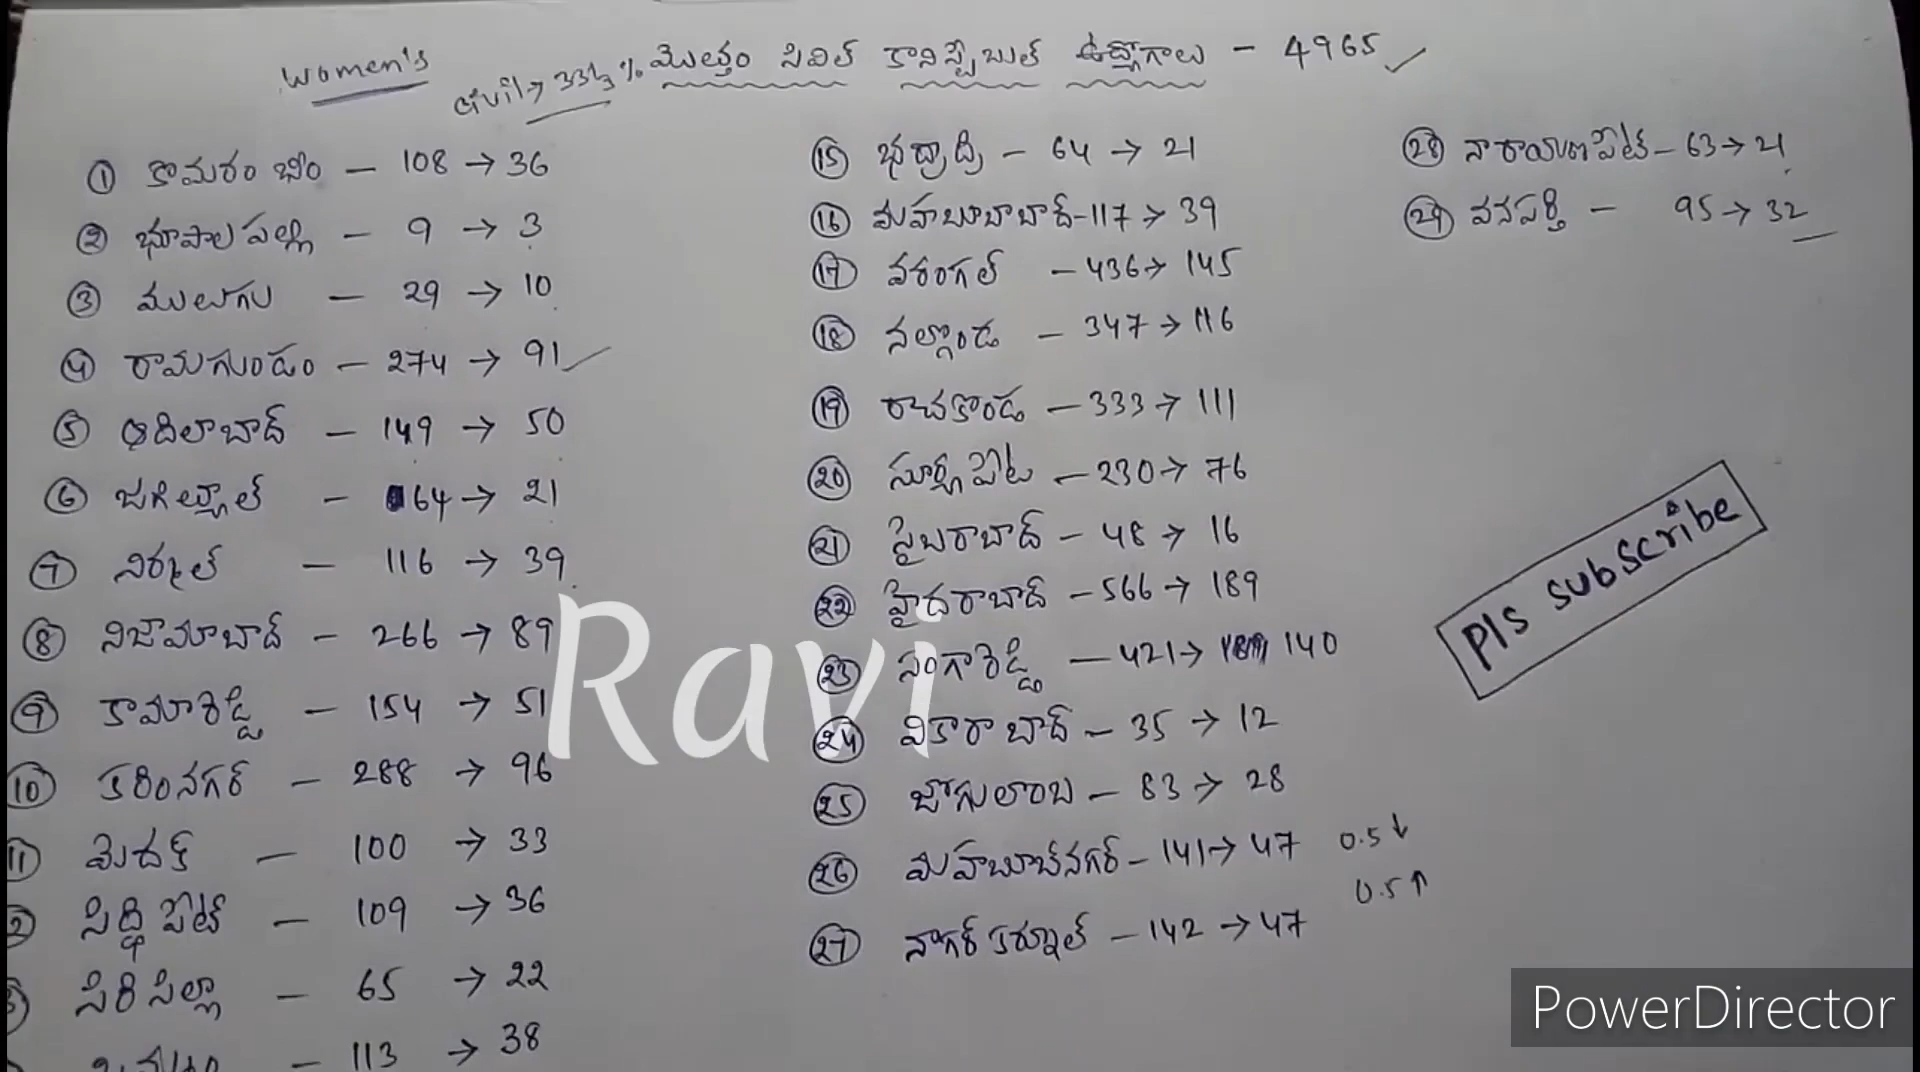 Women's
civil → 33⅓ % మొత్తం సివిల్ కానిస్టేబుల్ ఉద్యోగాలు - 4965 ✓
① కొమరం భీం - 108 → 36
② భూపాలపల్లి - 9 → 3
③ ములుగు - 29 → 10
④ రామగుండం - 274 → 91
⑤ ఆదిలాబాద్ - 149 → 50
⑥ జగిత్యాల్ - 64 → 21
⑦ నిర్మల్ - 116 → 39
⑧ నిజామాబాద్ - 266 → 89
⑨ కామారెడ్డి - 154 → 51
⑩ కరీంనగర్ - 288 → 96
11 మెదక్ - 100 → 33
2 సిద్దిపేట్ - 109 → 36
3 సిరిసిల్లా - 65 → 22
- 113 → 38
⑮ భద్రాద్రి - 64 → 21
⑯ మహబూబాబాద్ - 117 → 39
⑰ వరంగల్ - 436 → 145
⑱ నల్గొండ - 347 → 116
⑲ రాచకొండ - 333 → 111
⑳ సూర్యాపేట - 230 → 76
㉑ సైబరాబాద్ - 48 → 16
㉒ హైదరాబాద్ - 566 → 189
㉓ సంగారెడ్డి - 421 → 140
㉔ వికారాబాద్ - 35 → 12
㉕ జోగులాంబ - 83 → 28
㉖ మహబూబ్‌నగర్ - 141 → 47
㉗ నాగర్ కర్నూల్ - 142 → 47
0.5 ↓
0.5 ↑
㉘ నారాయణపేట్ - 63 → 21
㉙ వనపర్తి - 95 → 32
Pls subscribe
Ravi
PowerDirector